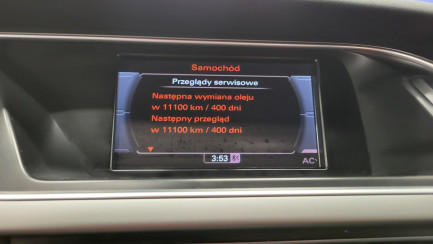 Samochód
Przeglądy serwisowe
Następna wymiana oleju
w 11100 km / 400 dni
Następny przegląd
w 11100 km / 400 dni
3:53
AC